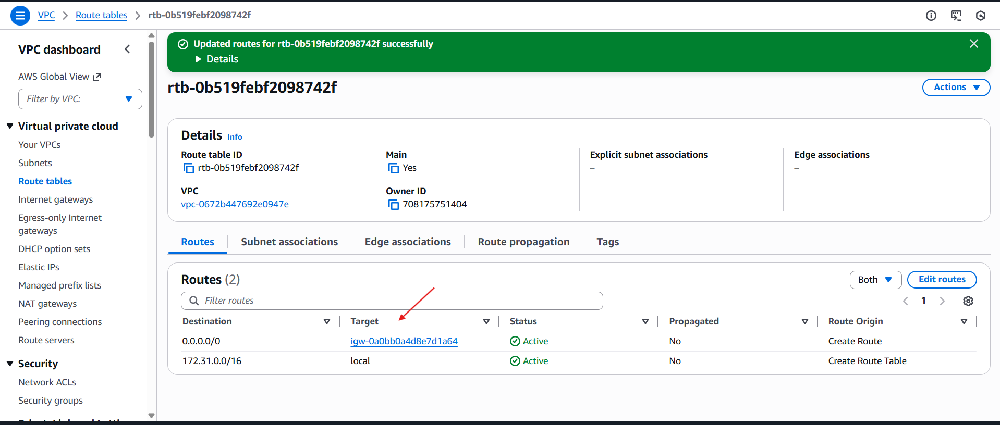 VPC > Route tables > rtb-0b519febf2098742f
VPC dashboard
AWS Global View
Filter by VPC:
Virtual private cloud
Your VPCs
Subnets
Route tables
Internet gateways
Egress-only Internet
gateways
DHCP option sets
Elastic IPs
Managed prefix lists
NAT gateways
Peering connections
Route servers
Security
Network ACLs
Security groups
Updated routes for rtb-0b519febf2098742f successfully
Details
rtb-0b519febf2098742f
Actions
Details Info
Route table ID
rtb-0b519febf2098742f
Main
Yes
Explicit subnet associations
–
Edge associations
–
VPC
vpc-0672b447692e0947e
Owner ID
708175751404
Routes Subnet associations Edge associations Route propagation Tags
Routes (2)
Both Edit routes
Filter routes
1
Destination Target Status Propagated Route Origin
0.0.0.0/0 igw-0a0bb0a4d8e7d1a64 Active No Create Route
172.31.0.0/16 local Active No Create Route Table